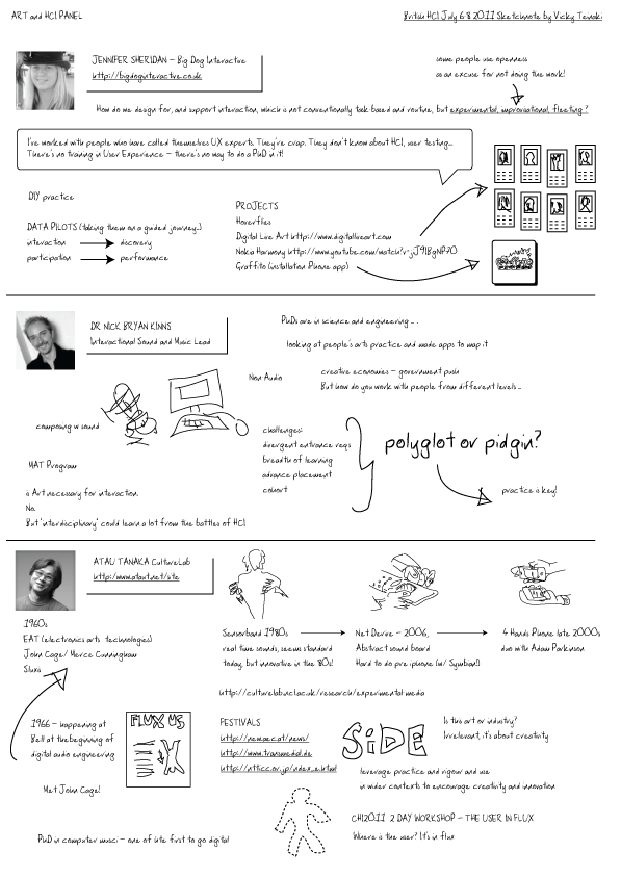 ART and HCI PANEL
British HCI July 6 8 2011 Sketchnote by Vicky Teinaki
JENNIFER SHERIDAN - Big Dog Interactive
http://bigdoginteractive.co.uk
some people use openness
as an excuse for not doing the work!
How do we design for, and support interaction, which is not conventionally task based and routine, but experimental, improvisational, fleeting?
I've worked with people who have called themselves UX experts. They're crap. They don't know about HCI, user testing...
There's no training in User Experience - there's no way to do a PhD in it!
DIY practice
DATA PILOTS (taking them on a guided journey..)
interaction discovery
participation performance
PROJECTS
Hoverflies
Digital Live Art http://www.digitalliveart.com
Nokia Harmony http://www.youtube.com/watch?v=
Graffito (installation iPhone app)
DR NICK BRYAN KINNS
Interactional Sound and Music Lead
PhDs are in science and engineering...
looking at people's arts practice and made apps to map it
Non-Audio
creative economies - government push
But how do you work with people from different levels...
composing w sound
challenges:
divergent entrance reqs
breadth of learning
advance placement
cohort
polyglot or pidgin?
practice is key!
MAT Program
is Art necessary for interaction.
No.
But 'interdisciplinary' could learn a lot from the battles of HCI.
ATAU TANAKA CultureLab
http://www.ataut.net/site
1960s
EAT (electronics arts technologies)
John Cage/ Merce Cunningham
Sensorband 1980s
real time sounds, seems standard
today, but innovative in the 80s!
Net Dérive - 2006,
Abstract sound board
Hard to do pre iphone (w/ Symbian!)
4 Hands iPhone late 2000s
duo with Adam Parkinson
http://culturelab.ncl.ac.uk/research/experimental-media
1966 - happening at
Bell at the beginning of
digital audio engineering
Met John Cage!
FLUX US
FESTIVALS
http://nempei.cat/news/
http://www.transmediale.de
http://ntticc.or.jp/index_e.html
SiDE
Is this art or industry?
Irrelevant, it's about creativity
leverage practice and rigour and use
in wider contexts to encourage creativity and innovation
CHI2011 2 DAY WORKSHOP - THE USER IN FLUX
Where is the user? It's in flux
PhD in computer music - one of the first to go digital